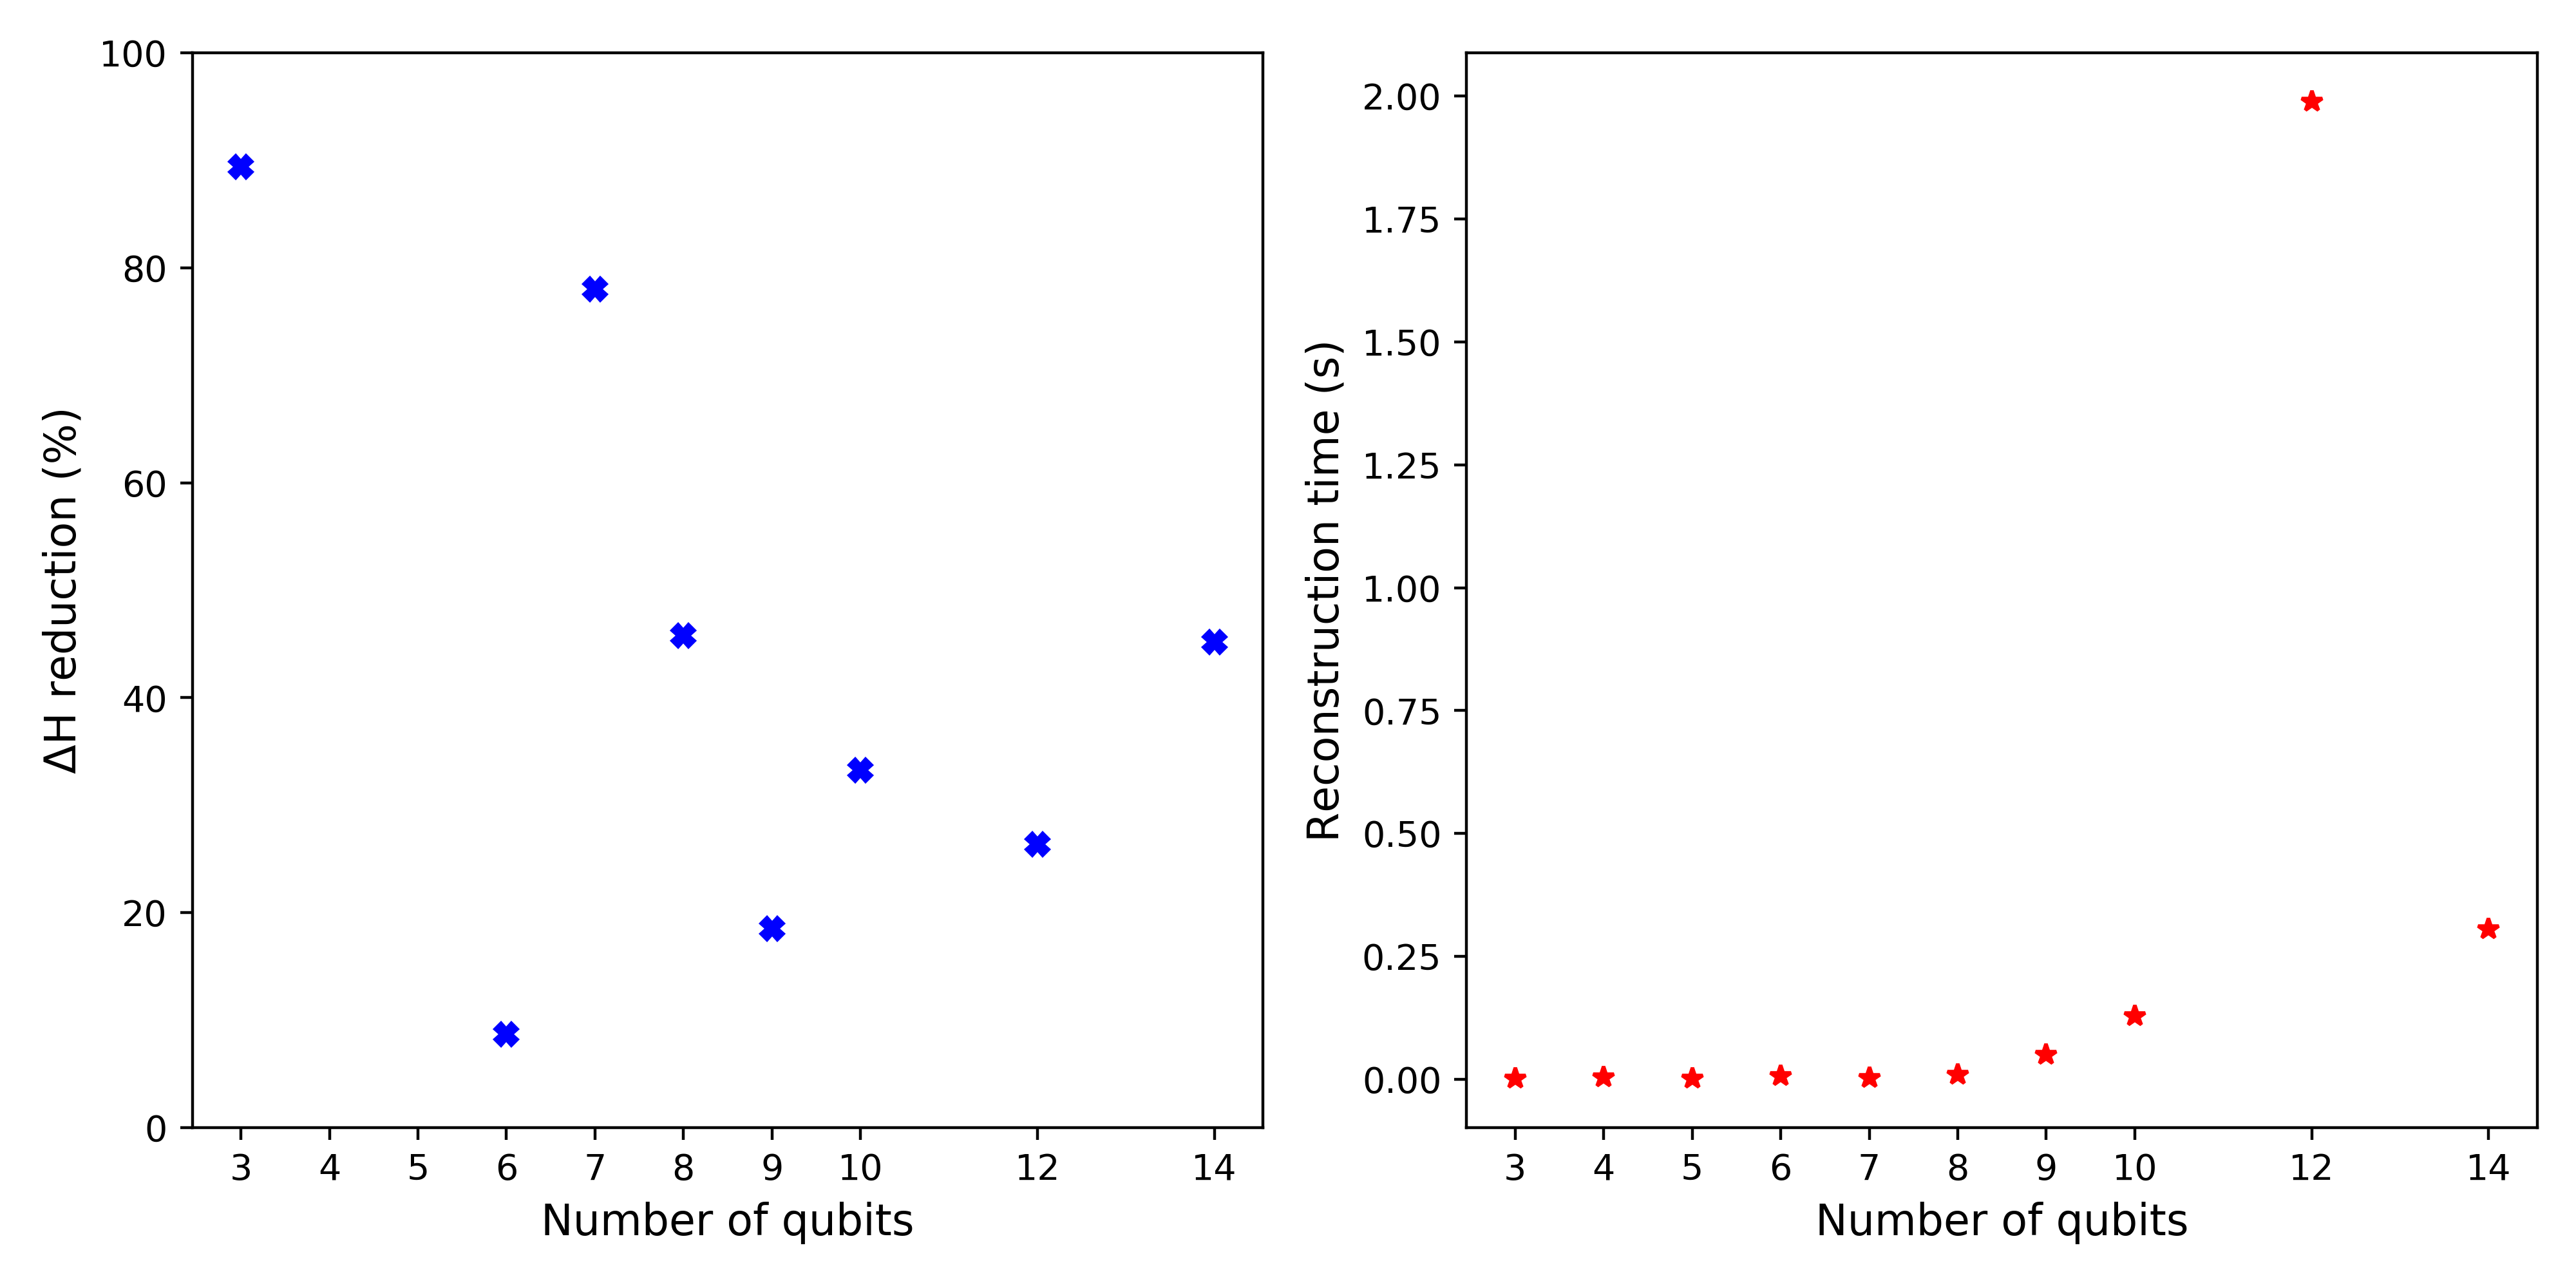 100
80
60
40
20
0
ΔH reduction (%)
3 4 5 6 7 8 9 10 12 14
Number of qubits
2.00
1.75
1.50
1.25
1.00
0.75
0.50
0.25
0.00
Reconstruction time (s)
3 4 5 6 7 8 9 10 12 14
Number of qubits